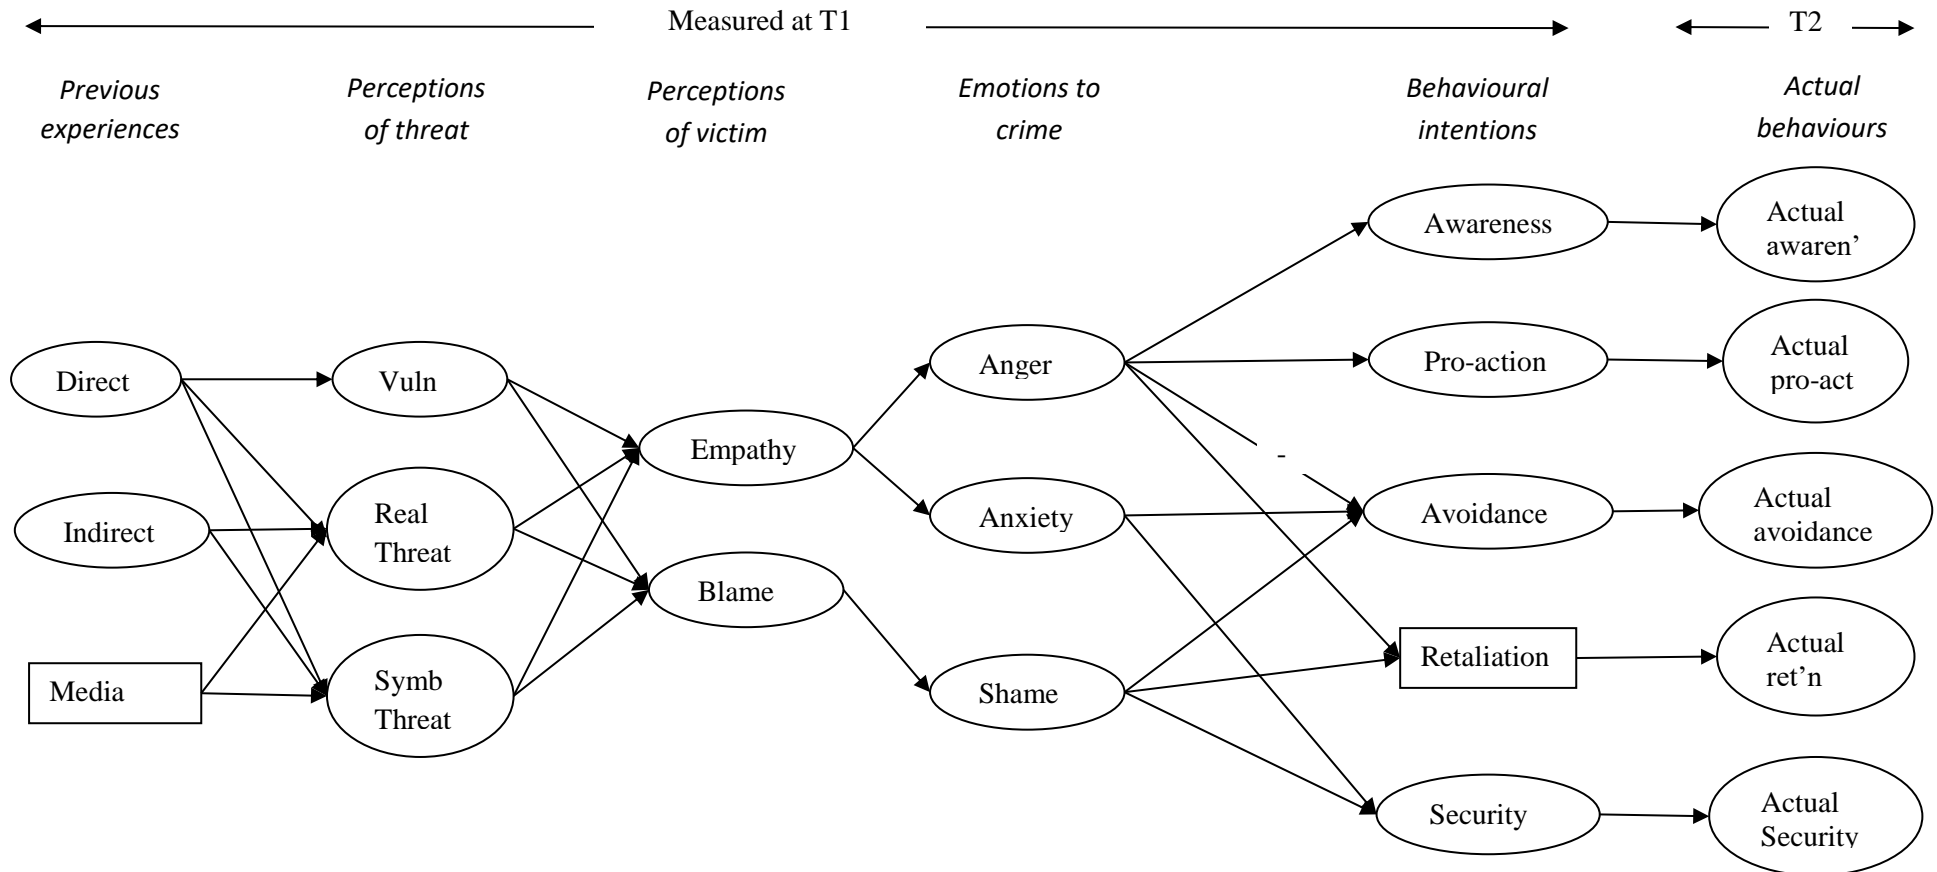 Measured at T1
T2
Previous
experiences
Perceptions
of threat
Perceptions
of victim
Emotions to
crime
Behavioural
intentions
Actual
behaviours
Direct
Indirect
Media
Vuln
Real
Threat
Symb
Threat
Empathy
Blame
Anger
Anxiety
Shame
-
Awareness
Pro-action
Avoidance
Retaliation
Security
Actual
awaren’
Actual
pro-act
Actual
avoidance
Actual
ret’n
Actual
Security